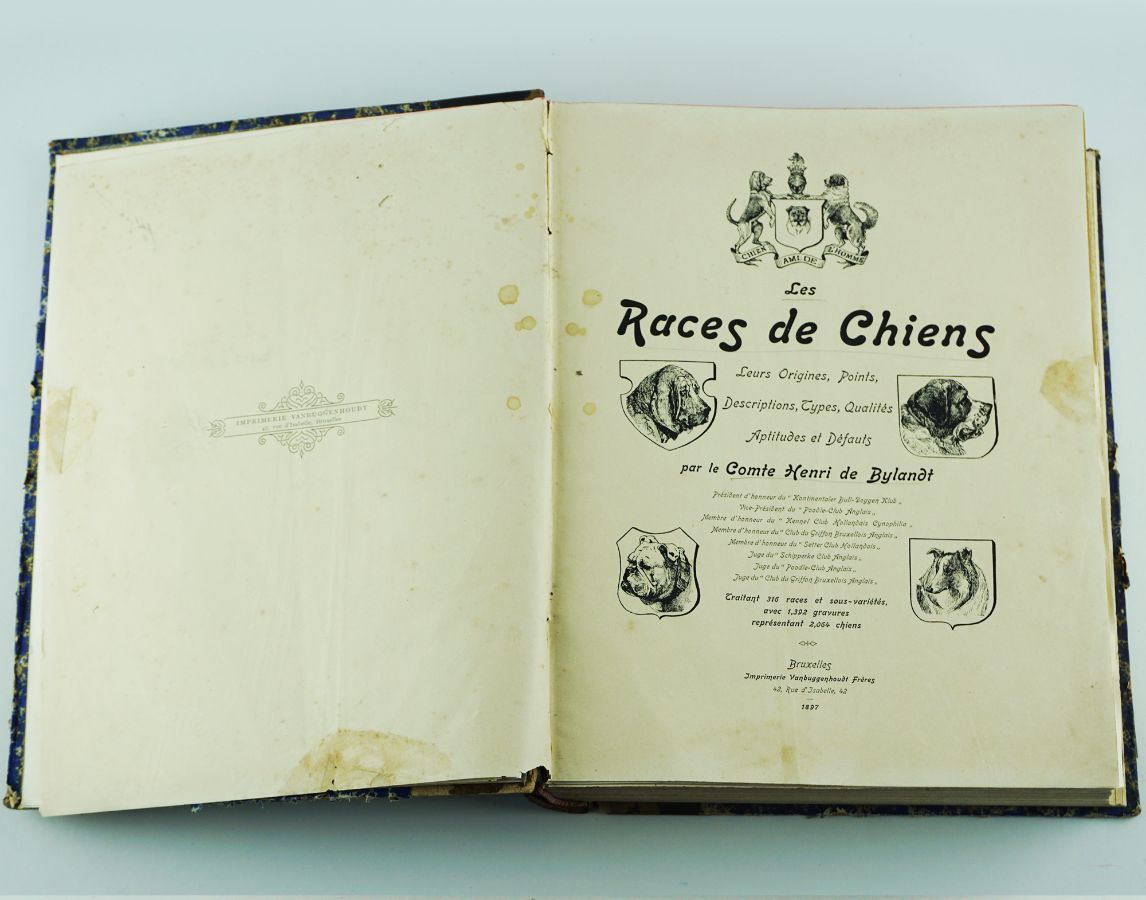 IMPRIMERIE VANBUGGENHOUDT
42, rue d'Isabelle, Bruxelles
CHIEN AMI DE L'HOMME
Les
Races de Chiens
Leurs Origines, Points,
Descriptions, Types, Qualités
Aptitudes et Défauts
par le Comte Henri de Bylandt
Président d'honneur du "Kontinentaler Bull-Doggen Klub"
Vice-Président du "Poodle-Club Anglais"
Membre d'honneur du "Kennel Club Hollandais Cynophilia"
Membre d'honneur du "Club du Griffon Bruxellois Anglais"
Membre d'honneur du "Setter Club Hollandais"
Juge du "Schipperke Club Anglais"
Juge du "Poodle-Club Anglais"
Juge du "Club du Griffon Bruxellois Anglais"
Traitant 316 races et sous-variétés,
avec 1,392 gravures
représentant 2,064 chiens
Bruxelles
Imprimerie Vanbuggenhoudt Frères
42, Rue d'Isabelle, 42
1897